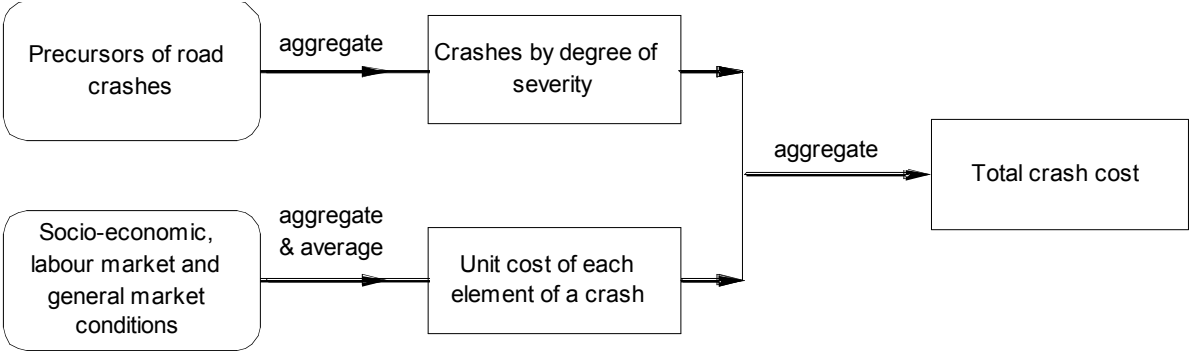 Precursors of road
crashes
aggregate
Crashes by degree of
severity
aggregate
Total crash cost
Socio-economic,
labour market and
general market
conditions
aggregate
& average
Unit cost of each
element of a crash